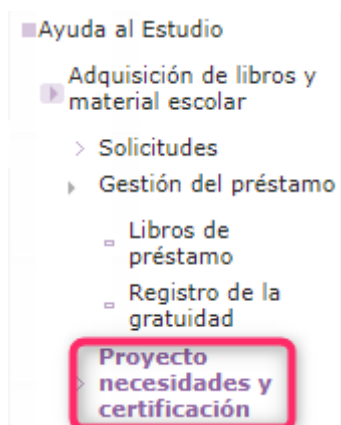 Ayuda al Estudio
Adquisición de libros y
material escolar
Solicitudes
Gestión del préstamo
Libros de
préstamo
Registro de la
gratuidad
Proyecto
necesidades y
certificación